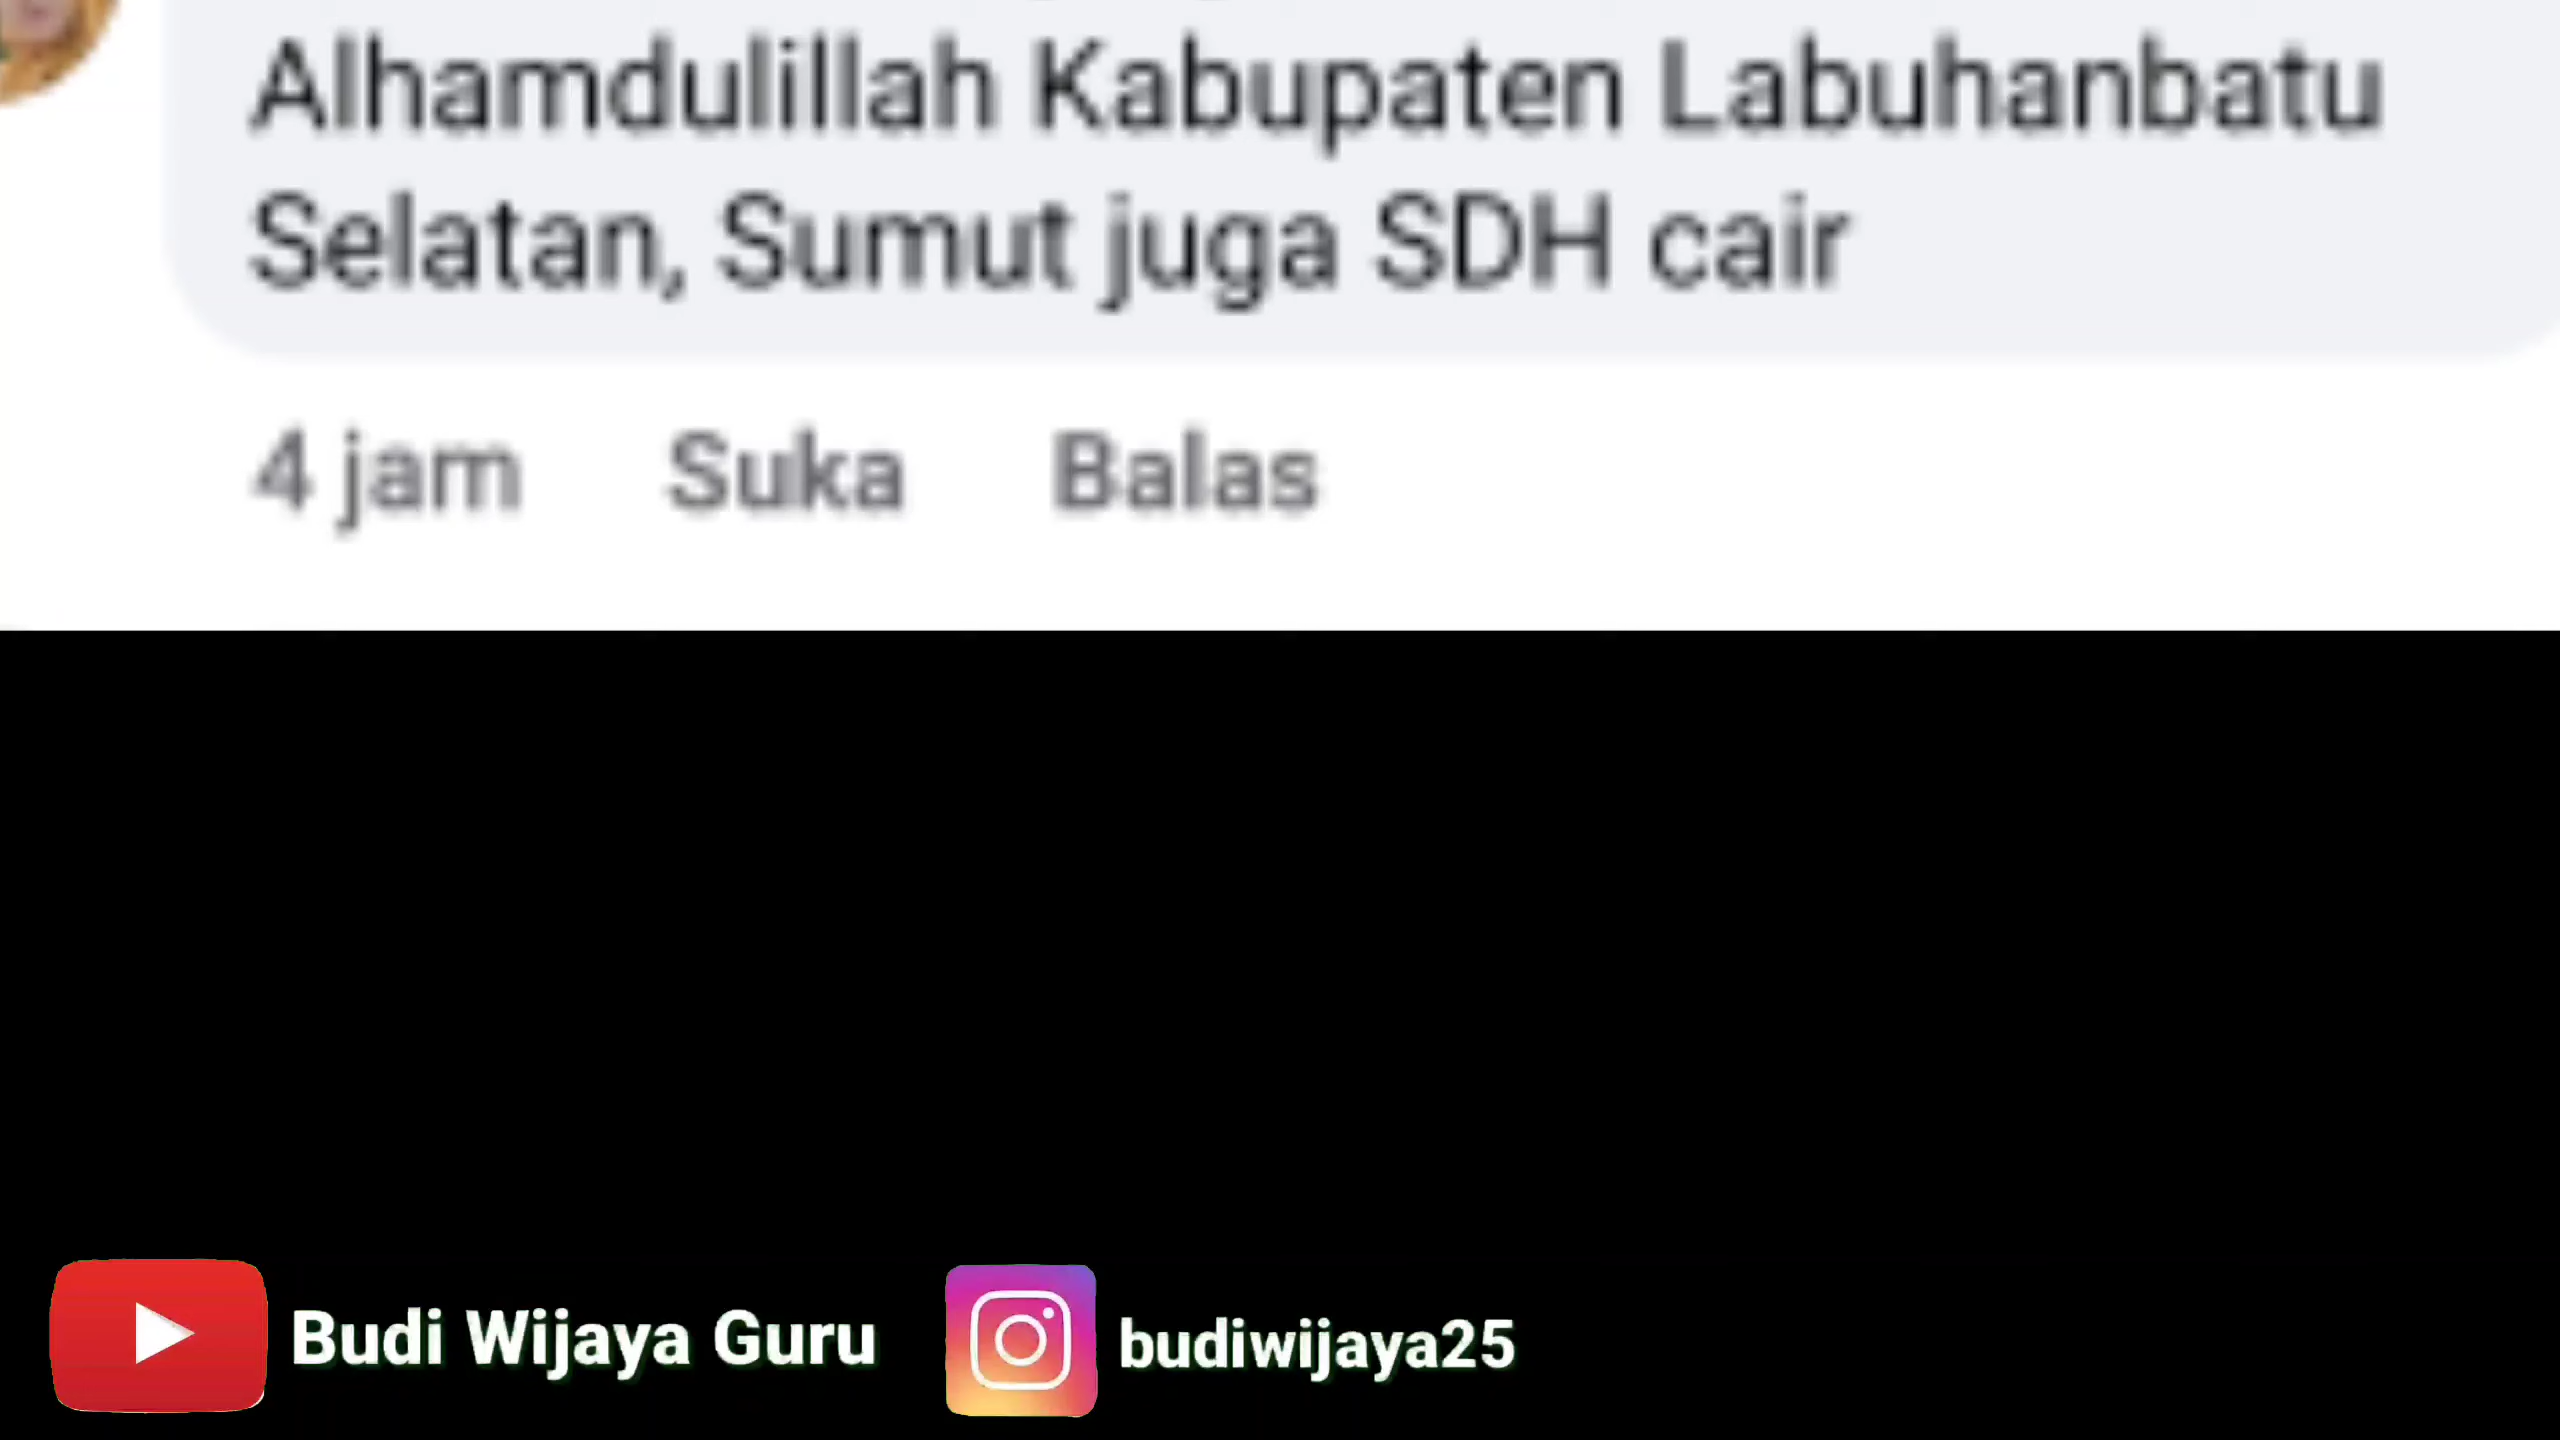 Alhamdulillah Kabupaten Labuhanbatu
Selatan, Sumut juga SDH cair
4 jam Suka Balas
Budi Wijaya Guru budiwijaya25